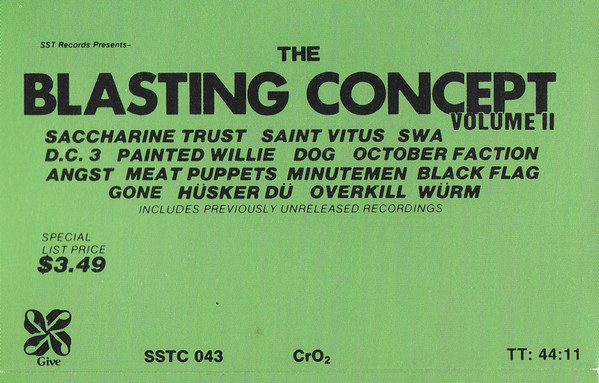 SST Records Presents–
THE
BLASTING CONCEPT
VOLUME II
SACCHARINE TRUST SAINT VITUS SWA
D.C. 3 PAINTED WILLIE DOG OCTOBER FACTION
ANGST MEAT PUPPETS MINUTEMEN BLACK FLAG
GONE HÜSKER DÜ OVERKILL WÜRM
INCLUDES PREVIOUSLY UNRELEASED RECORDINGS
SPECIAL
LIST PRICE
$3.49
Give
SSTC 043 CrO₂ TT: 44:11